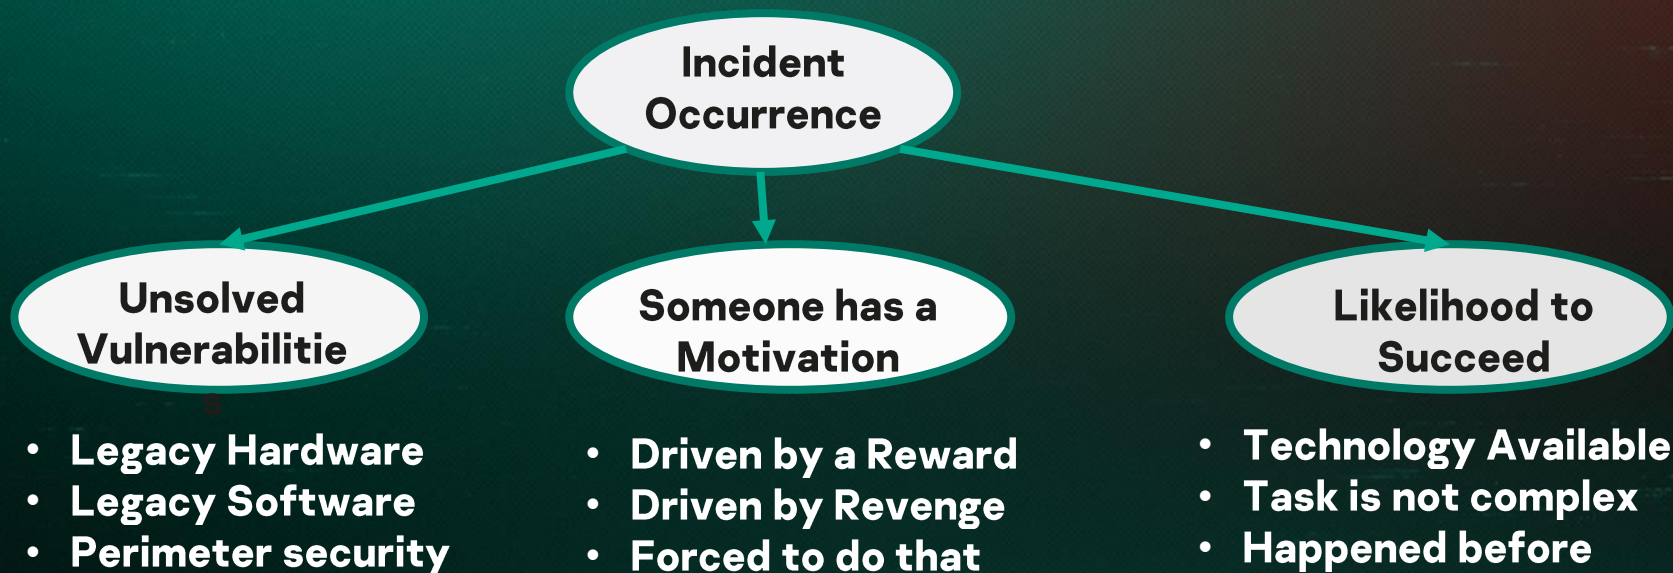 Incident
Occurrence
Unsolved
Vulnerabilitie
s
Someone has a
Motivation
Likelihood to
Succeed
• Legacy Hardware
• Legacy Software
• Perimeter security
• Driven by a Reward
• Driven by Revenge
• Forced to do that
• Technology Available
• Task is not complex
• Happened before